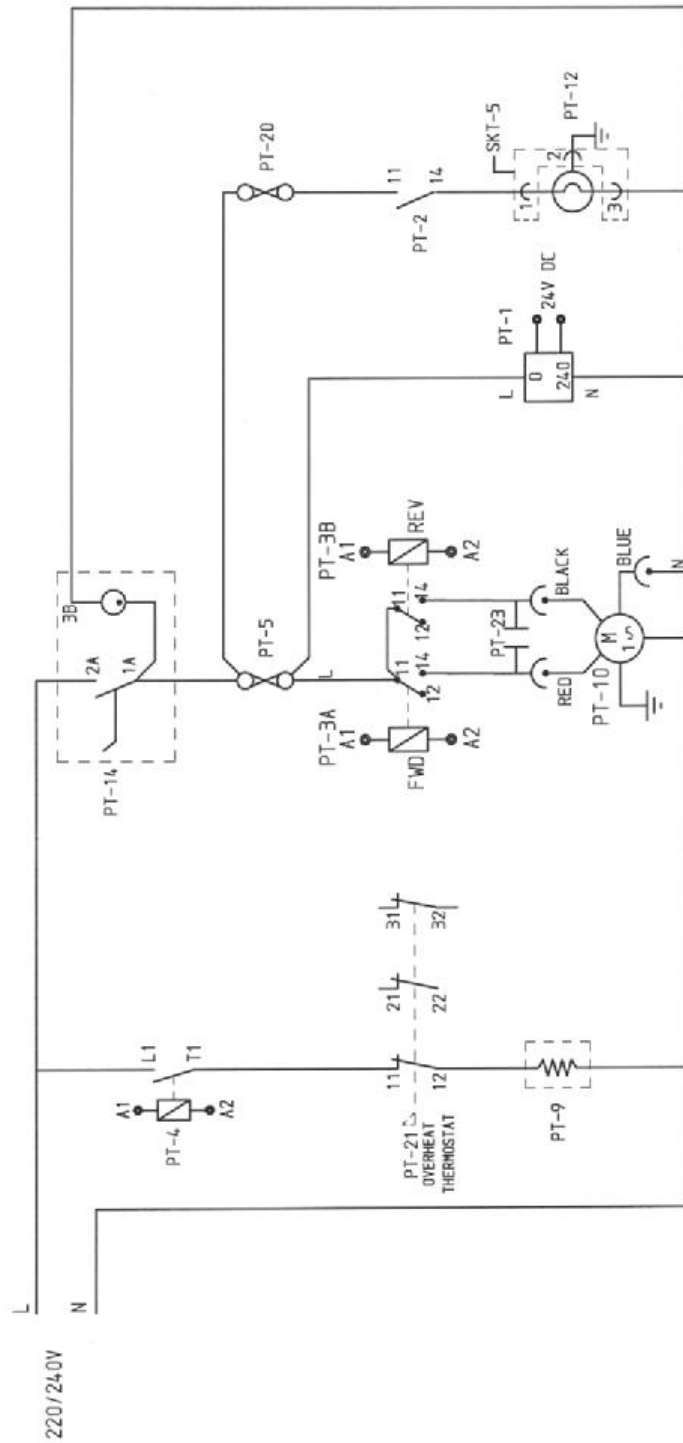 220/240V
L
N
A1
PT-4
A2
L1
T1
PT-21
OVERHEAT
THERMOSTAT
11
12
21
22
31
32
PT-9
PT-14
2A
1A
3B
PT-5
L
PT-3A
A1
FWD
A2
11
12
14
PT-3B
A1
REV
A2
11
12
14
PT-23
RED
BLACK
PT-10
M
1
BLUE
N
PT-20
PT-2
11
14
L
N
0
240
PT-1
24V DC
SKT-5
1
2
3
PT-12